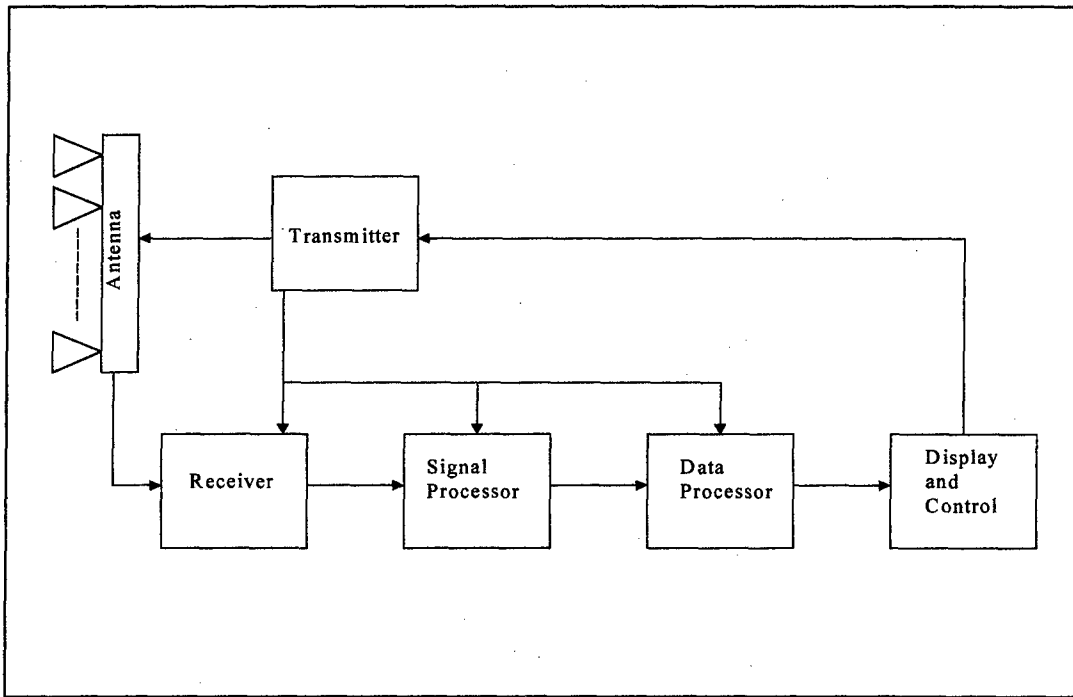 Antenna
Transmitter
Receiver
Signal
Processor
Data
Processor
Display
and
Control